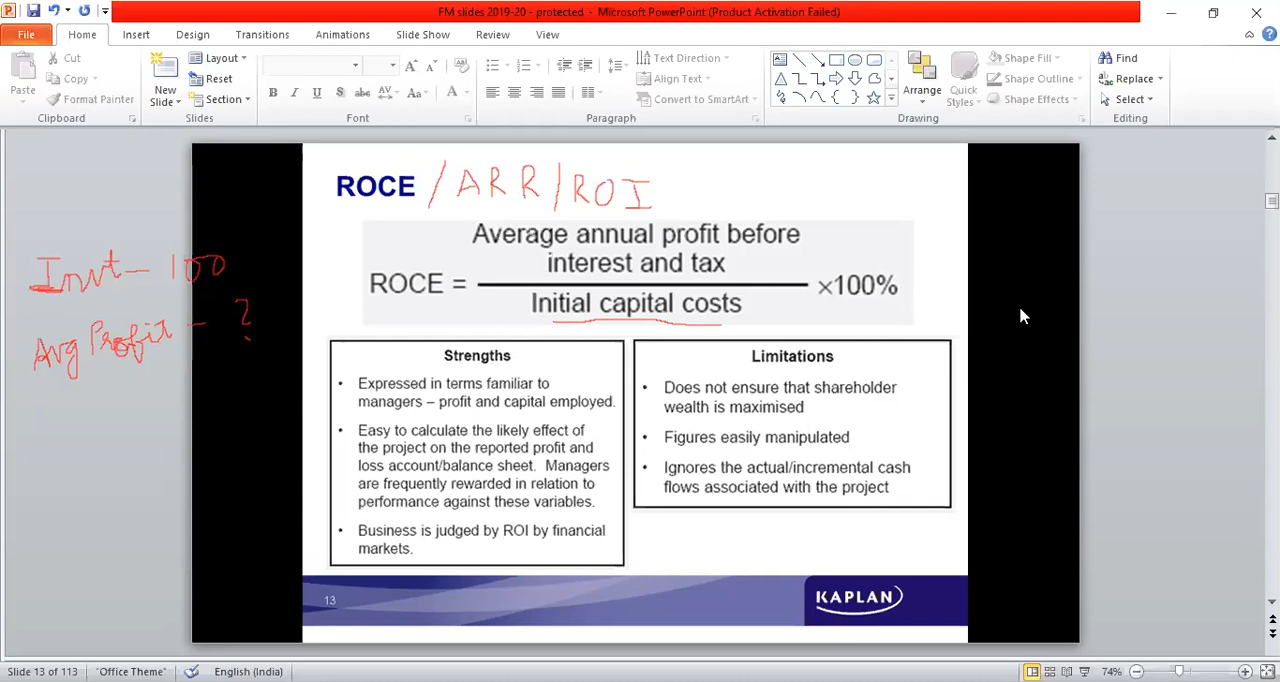 FM slides 2019-20 - protected - Microsoft PowerPoint (Product Activation Failed)
File Home Insert Design Transitions Animations Slide Show Review View
Paste
Cut
Copy
Format Painter
Clipboard
New Slide
Layout
Reset
Section
Slides
B I U S abc AV Aa A
Font
Text Direction
Align Text
Convert to SmartArt
Paragraph
Arrange
Quick Styles
Shape Fill
Shape Outline
Shape Effects
Drawing
Find
Replace
Select
Editing
ROCE / ARR / ROI
Average annual profit before
interest and tax
ROCE = ×100%
Initial capital costs
Invt – 100
Avg Profit – ?
Strengths
• Expressed in terms familiar to
managers – profit and capital employed.
• Easy to calculate the likely effect of
the project on the reported profit and
loss account/balance sheet. Managers
are frequently rewarded in relation to
performance against these variables.
• Business is judged by ROI by financial
markets.
Limitations
• Does not ensure that shareholder
wealth is maximised
• Figures easily manipulated
• Ignores the actual/incremental cash
flows associated with the project
13
KAPLAN
Slide 13 of 113 "Office Theme" English (India) 74%